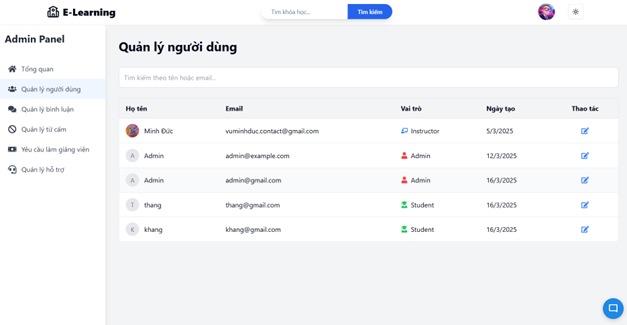 E-Learning
Tìm khóa học...
Tìm kiếm
Admin Panel
Tổng quan
Quản lý người dùng
Quản lý bình luận
Quản lý từ cấm
Yêu cầu làm giảng viên
Quản lý hỗ trợ
Quản lý người dùng
Tìm kiếm theo tên hoặc email...
Họ tên Email Vai trò Ngày tạo Thao tác
Minh Đức vuminhduc.contact@gmail.com Instructor 5/3/2025
A Admin admin@example.com Admin 12/3/2025
A Admin admin@gmail.com Admin 16/3/2025
T thang thang@gmail.com Student 16/3/2025
K khang khang@gmail.com Student 16/3/2025